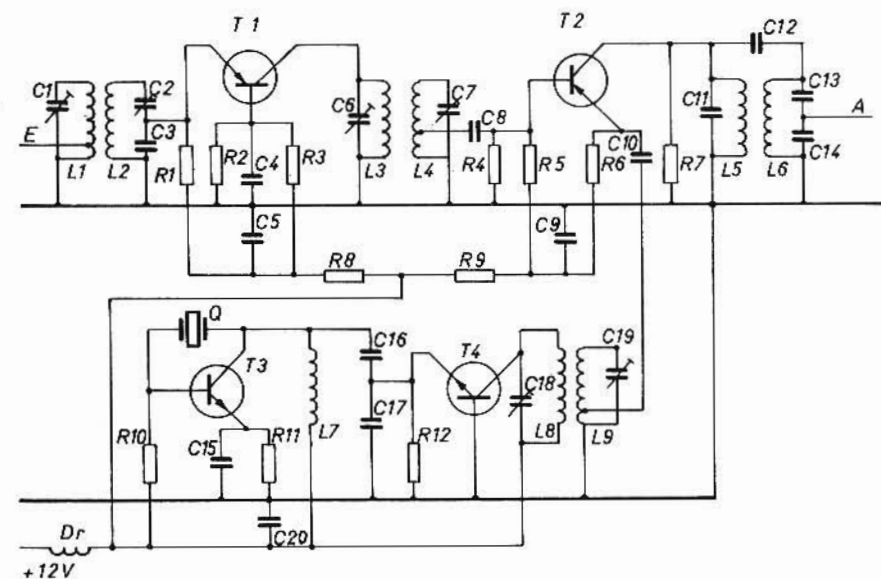 T1 T2 C12
C1 C2 C6 C7 C8 C10 C11 C13
E C3 A
R1 R2 C4 R3 R4 R5 R6 R7 C14
L1 L2 L3 L4 L5 L6
C5 C9
R8 R9
Q C16 T4 C19
T3 C18
R10 C15 R11 L7 C17 R12 L8 L9
C20
Dr
+12V